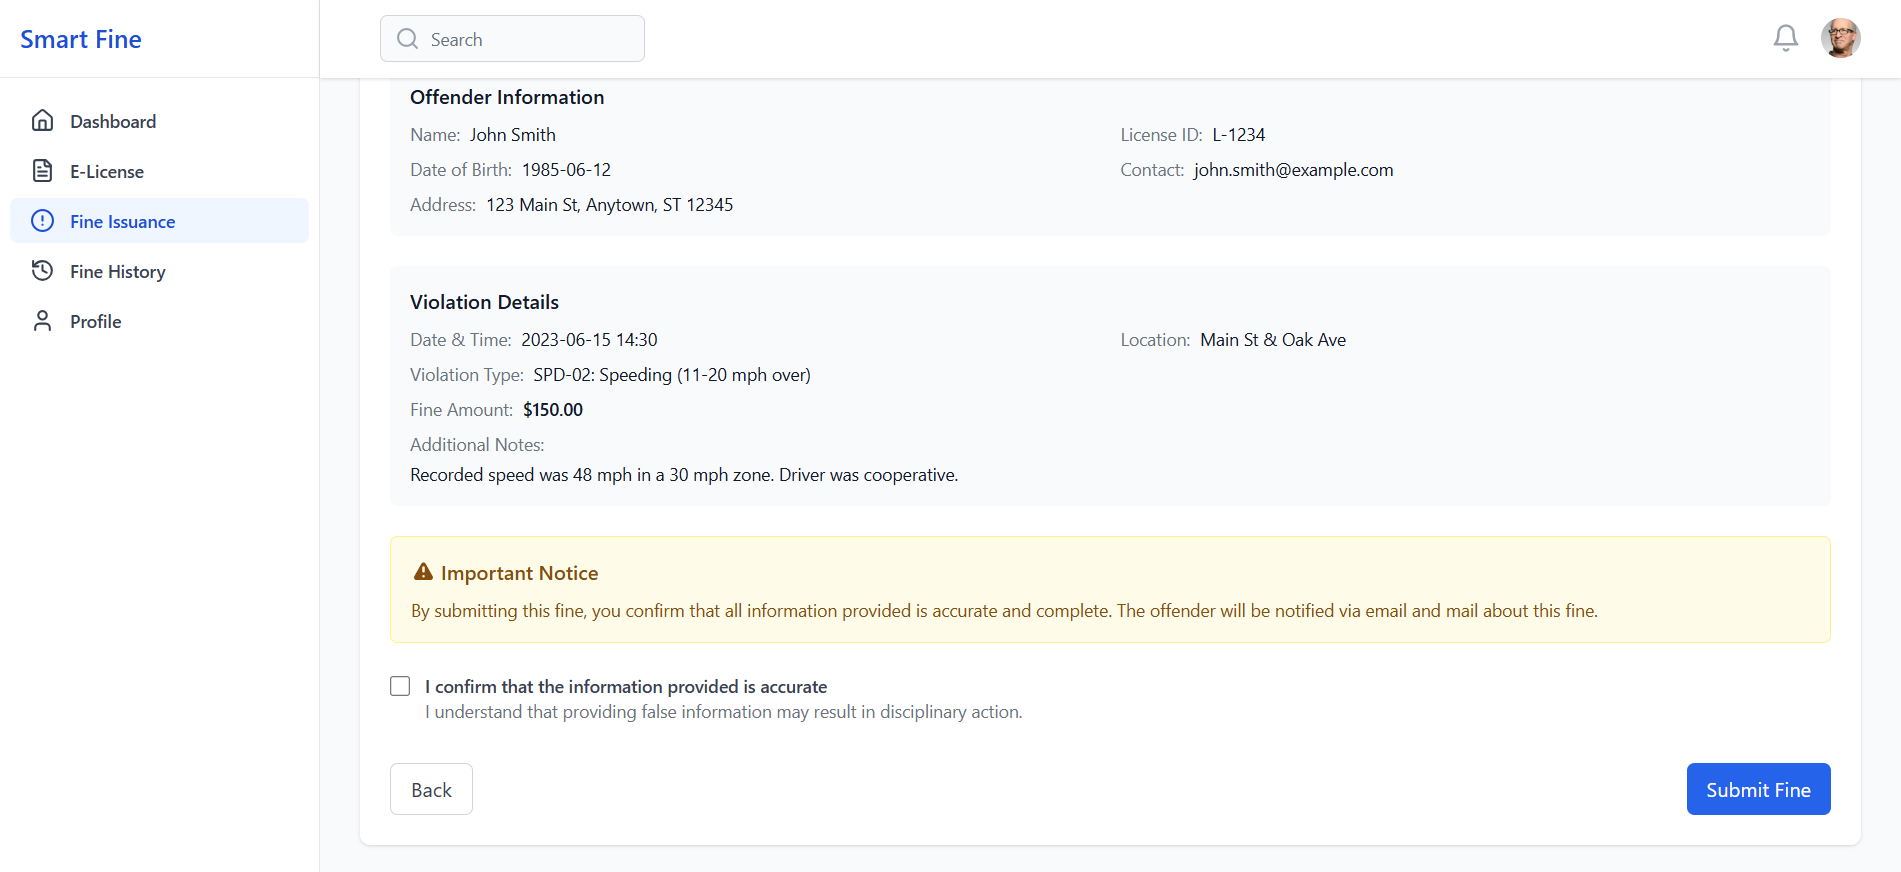 Smart Fine
Search
Dashboard
E-License
Fine Issuance
Fine History
Profile
Offender Information
Name: John Smith
License ID: L-1234
Date of Birth: 1985-06-12
Contact: john.smith@example.com
Address: 123 Main St, Anytown, ST 12345
Violation Details
Date & Time: 2023-06-15 14:30
Location: Main St & Oak Ave
Violation Type: SPD-02: Speeding (11-20 mph over)
Fine Amount: $150.00
Additional Notes:
Recorded speed was 48 mph in a 30 mph zone. Driver was cooperative.
Important Notice
By submitting this fine, you confirm that all information provided is accurate and complete. The offender will be notified via email and mail about this fine.
I confirm that the information provided is accurate
I understand that providing false information may result in disciplinary action.
Back
Submit Fine